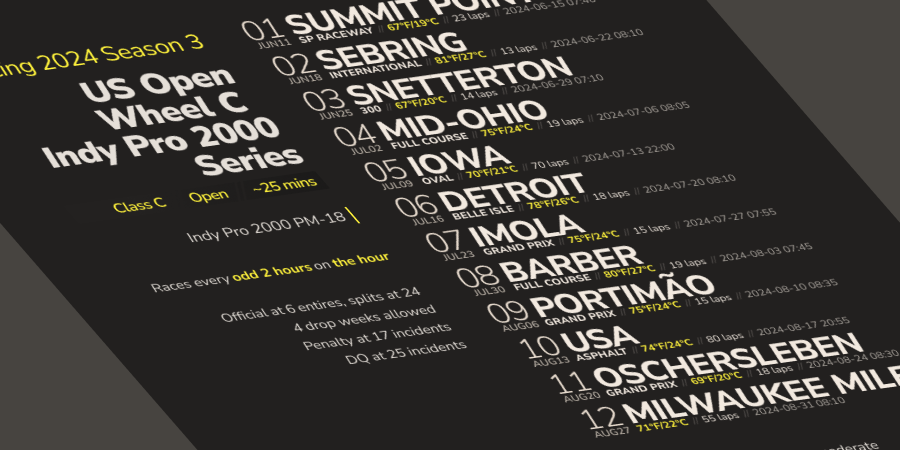 2024 Season 3
US Open
Wheel C
Indy Pro 2000
Series
Class C Open ~25 mins
Indy Pro 2000 PM-18
Races every odd 2 hours on the hour
Official at 6 entires, splits at 24
4 drop weeks allowed
Penalty at 17 incidents
DQ at 25 incidents
01 SUMMIT POINT
JUN11 SP RACEWAY // 67°F/19°C // 23 laps // 2024-06-15 07:40
02 SEBRING
JUN18 INTERNATIONAL // 81°F/27°C // 13 laps // 2024-06-22 08:10
03 SNETTERTON
JUN25 300 // 67°F/20°C // 14 laps // 2024-06-29 07:10
04 MID-OHIO
JUL02 FULL COURSE // 75°F/24°C // 19 laps // 2024-07-06 08:05
05 IOWA
JUL09 OVAL // 70°F/21°C // 70 laps // 2024-07-13 22:00
06 DETROIT
JUL16 BELLE ISLE // 78°F/26°C // 18 laps // 2024-07-20 08:10
07 IMOLA
JUL23 GRAND PRIX // 75°F/24°C // 15 laps // 2024-07-27 07:55
08 BARBER
JUL30 FULL COURSE // 80°F/27°C // 19 laps // 2024-08-03 07:45
09 PORTIMÃO
AUG06 GRAND PRIX // 75°F/24°C // 15 laps // 2024-08-10 08:35
10 USA
AUG13 ASPHALT // 74°F/24°C // 80 laps // 2024-08-17 20:55
11 OSCHERSLEBEN
AUG20 GRAND PRIX // 69°F/20°C // 18 laps // 2024-08-24 08:30
12 MILWAUKEE MILE
AUG27 71°F/22°C // 55 laps // 2024-08-31 08:10